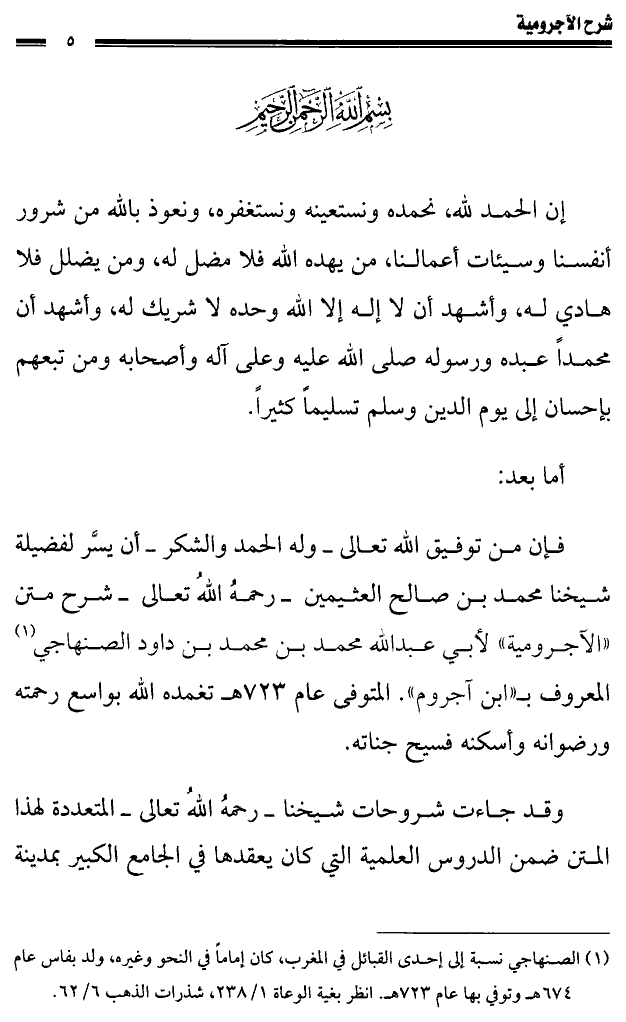 شرح الآجرومية
٥
بِسْمِ اللَّهِ الرَّحْمَنِ الرَّحِيمِ
إن الحمد لله، نحمده ونستعينه ونستغفره، ونعوذ بالله من شرور
أنفسنا وسيئات أعمالنا، من يهده الله فلا مضل له، ومن يضلل فلا
هادي له، وأشهد أن لا إله إلا الله وحده لا شريك له، وأشهد أن
محمداً عبده ورسوله صلى الله عليه وعلى آله وأصحابه ومن تبعهم
بإحسان إلى يوم الدين وسلم تسليماً كثيراً.
أما بعد:
فإن من توفيق الله تعالى ـ وله الحمد والشكر ـ أن يسَّر لفضيلة
شيخنا محمد بن صالح العثيمين ـ رحمهُ اللهُ تعالى ـ شرح متن
«الآجرومية» لأبي عبدالله محمد بن محمد بن داود الصنهاجي(١)
المعروف بـ«ابن آجروم». المتوفى عام ٧٢٣هـ تغمده الله بواسع رحمته
ورضوانه وأسكنه فسيح جناته.
وقد جاءت شروحات شيخنا ـ رحمهُ اللهُ تعالى ـ المتعددة لهذا
المتن ضمن الدروس العلمية التي كان يعقدها في الجامع الكبير بمدينة
(١) الصنهاجي نسبة إلى إحدى القبائل في المغرب، كان إماماً في النحو وغيره، ولد بفاس عام
٦٧٤هـ وتوفي بها عام ٧٢٣هـ. انظر بغية الوعاة ١/ ٢٣٨، شذرات الذهب ٦/ ٦٢.